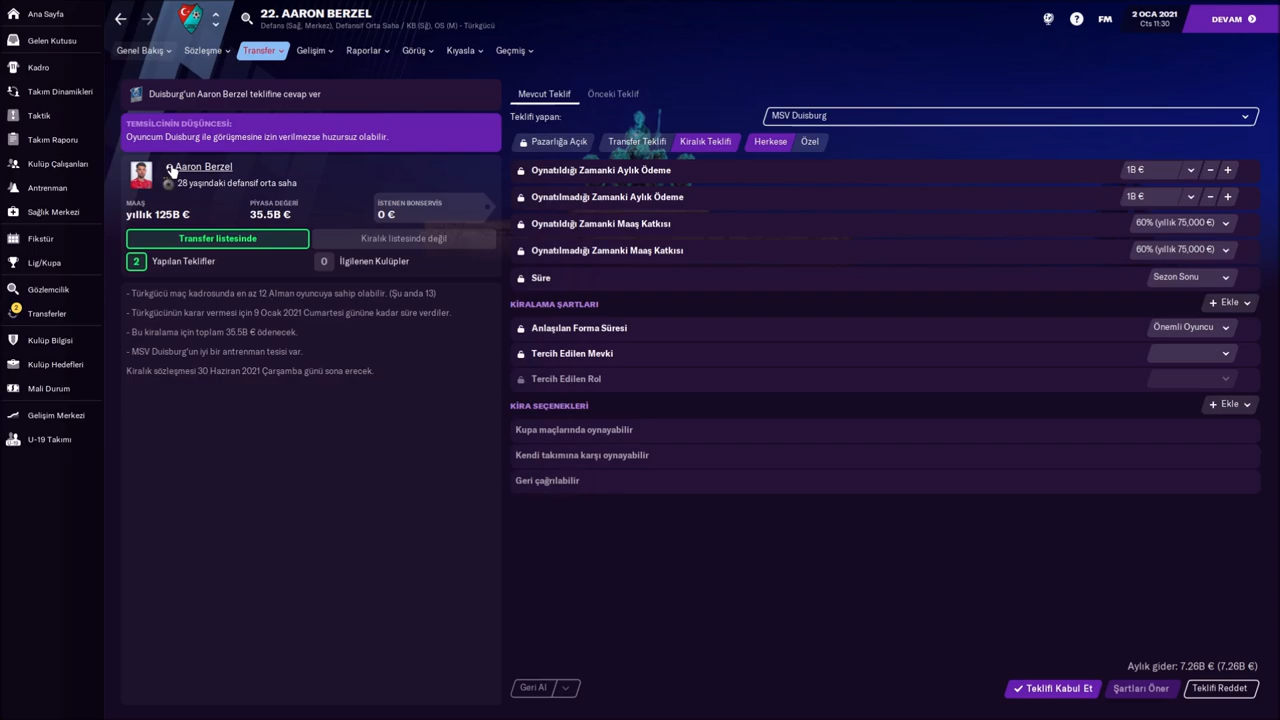 Ana Sayfa
Gelen Kutusu
Kadro
Takım Dinamikleri
Taktik
Takım Raporu
Kulüp Çalışanları
Antrenman
Sağlık Merkezi
Fikstür
Lig/Kupa
Gözlemcilik
2
Transferler
Kulüp Bilgisi
Kulüp Hedefleri
Mali Durum
Gelişim Merkezi
U-19 Takımı
22. AARON BERZEL
Defans (Sağ, Merkez), Defansif Orta Saha / KB (Sğ), OS (M) - Türkgücü
? FM 2 OCA 2021
Cts 11:30
DEVAM
Genel Bakış Sözleşme Transfer Gelişim Raporlar Görüş Kıyasla Geçmiş
Duisburg'un Aaron Berzel teklifine cevap ver
TEMSİLCİNİN DÜŞÜNCESİ:
Oyuncum Duisburg ile görüşmesine izin verilmezse huzursuz olabilir.
Aaron Berzel
28 yaşındaki defansif orta saha
MAAŞ PİYASA DEĞERİ İSTENEN BONSERVİS
yıllık 125B € 35.5B € 0 €
Transfer listesinde Kiralık listesinde değil
2 Yapılan Teklifler 0 İlgilenen Kulüpler
- Türkgücü maç kadrosunda en az 12 Alman oyuncuya sahip olabilir. (Şu anda 13)
- Türkgücünün karar vermesi için 9 Ocak 2021 Cumartesi gününe kadar süre verdiler.
- Bu kiralama için toplam 35.5B € ödenecek.
- MSV Duisburg'un iyi bir antrenman tesisi var.
Kiralık sözleşmesi 30 Haziran 2021 Çarşamba günü sona erecek.
Mevcut Teklif Önceki Teklif
Teklifi yapan: MSV Duisburg
Pazarlığa Açık Transfer Teklifi Kiralık Teklifi Herkese Özel
Oynatıldığı Zamanki Aylık Ödeme 1B € - +
Oynatılmadığı Zamanki Aylık Ödeme 1B € - +
Oynatıldığı Zamanki Maaş Katkısı 60% (yıllık 75,000 €)
Oynatılmadığı Zamanki Maaş Katkısı 60% (yıllık 75,000 €)
Süre Sezon Sonu
KİRALAMA ŞARTLARI + Ekle
Anlaşılan Forma Süresi Önemli Oyuncu
Tercih Edilen Mevki
Tercih Edilen Rol
KİRA SEÇENEKLERİ + Ekle
Kupa maçlarında oynayabilir
Kendi takımına karşı oynayabilir
Geri çağrılabilir
Aylık gider: 7.26B € (7.26B €)
Geri Al Teklifi Kabul Et Şartları Öner Teklifi Reddet